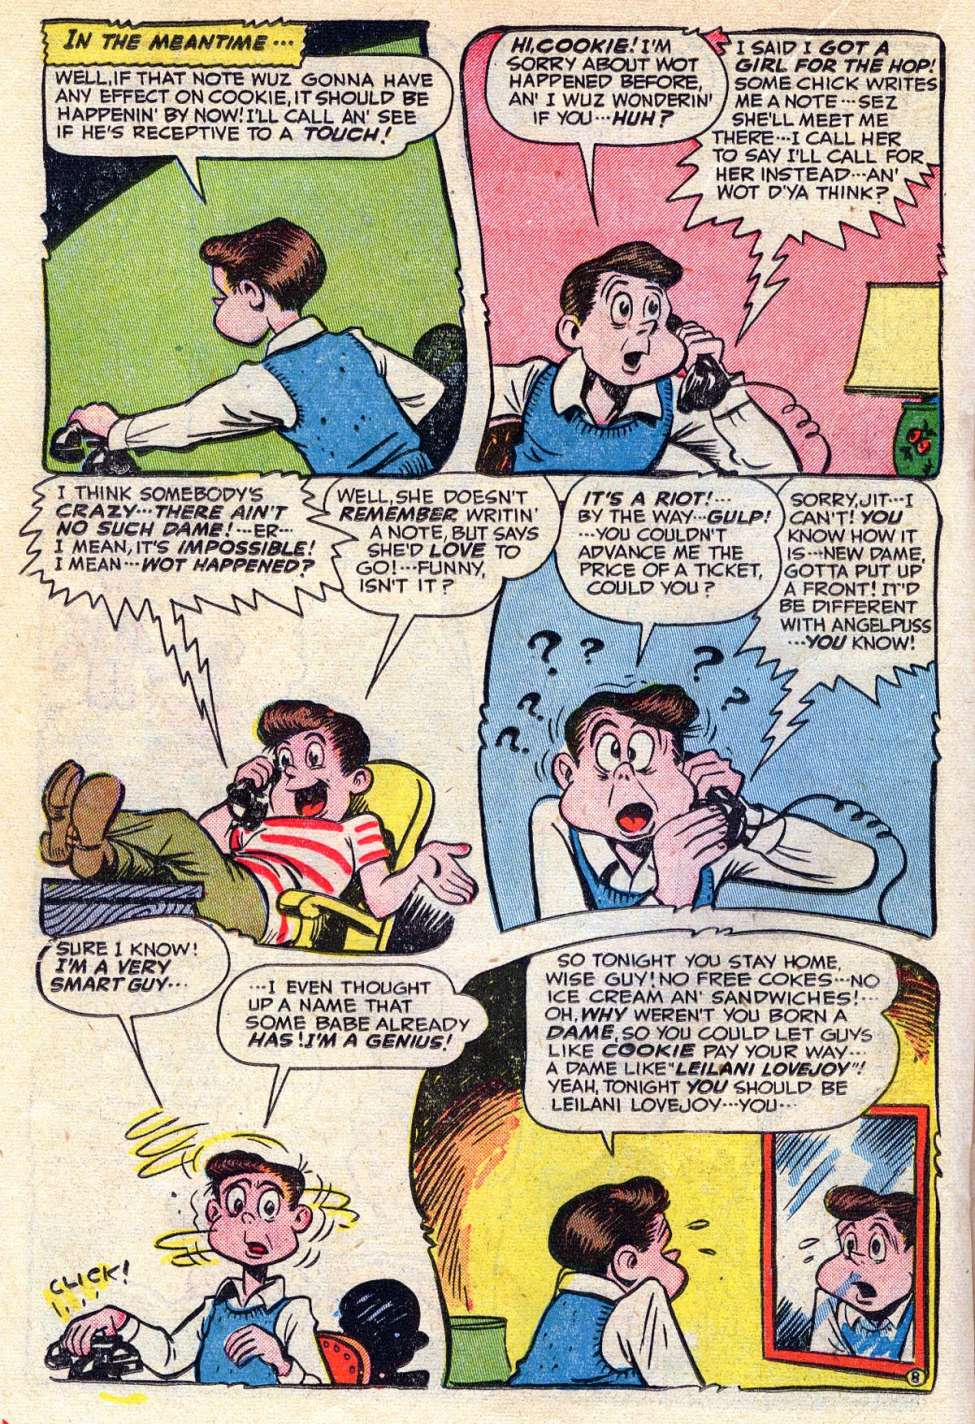 IN THE MEANTIME...
WELL, IF THAT NOTE WUZ GONNA HAVE
ANY EFFECT ON COOKIE, IT SHOULD BE
HAPPENIN' BY NOW! I'LL CALL AN' SEE
IF HE'S RECEPTIVE TO A TOUCH!
HI, COOKIE! I'M
SORRY ABOUT WOT
HAPPENED BEFORE,
AN' I WUZ WONDERIN'
IF YOU...HUH?
I SAID I GOT A
GIRL FOR THE HOP!
SOME CHICK WRITES
ME A NOTE...SEZ
SHE'LL MEET ME
THERE...I CALL HER
TO SAY I'LL CALL FOR
HER INSTEAD...AN'
WOT D'YA THINK?
I THINK SOMEBODY'S
CRAZY...THERE AIN'T
NO SUCH DAME!...ER...
I MEAN, IT'S IMPOSSIBLE!
I MEAN...WOT HAPPENED?
WELL, SHE DOESN'T
REMEMBER WRITIN'
A NOTE, BUT SAYS
SHE'D LOVE TO
GO!...FUNNY,
ISN'T IT?
IT'S A RIOT!...
BY THE WAY...GULP!
...YOU COULDN'T
ADVANCE ME THE
PRICE OF A TICKET,
COULD YOU?
SORRY, JIT...I
CAN'T! YOU
KNOW HOW IT
IS...NEW DAME,
GOTTA PUT UP
A FRONT! IT'D
BE DIFFERENT
WITH ANGELPUSS
...YOU KNOW!
? ? ? ? ? ?
SURE I KNOW!
I'M A VERY
SMART GUY...
...I EVEN THOUGHT
UP A NAME THAT
SOME BABE ALREADY
HAS! I'M A GENIUS!
CLICK!
SO TONIGHT YOU STAY HOME,
WISE GUY! NO FREE COKES...NO
ICE CREAM AN' SANDWICHES!...
OH, WHY WEREN'T YOU BORN A
DAME, SO YOU COULD LET GUYS
LIKE COOKIE PAY YOUR WAY...
A DAME LIKE "LEILANI LOVEJOY"!
YEAH, TONIGHT YOU SHOULD BE
LEILANI LOVEJOY...YOU...
8